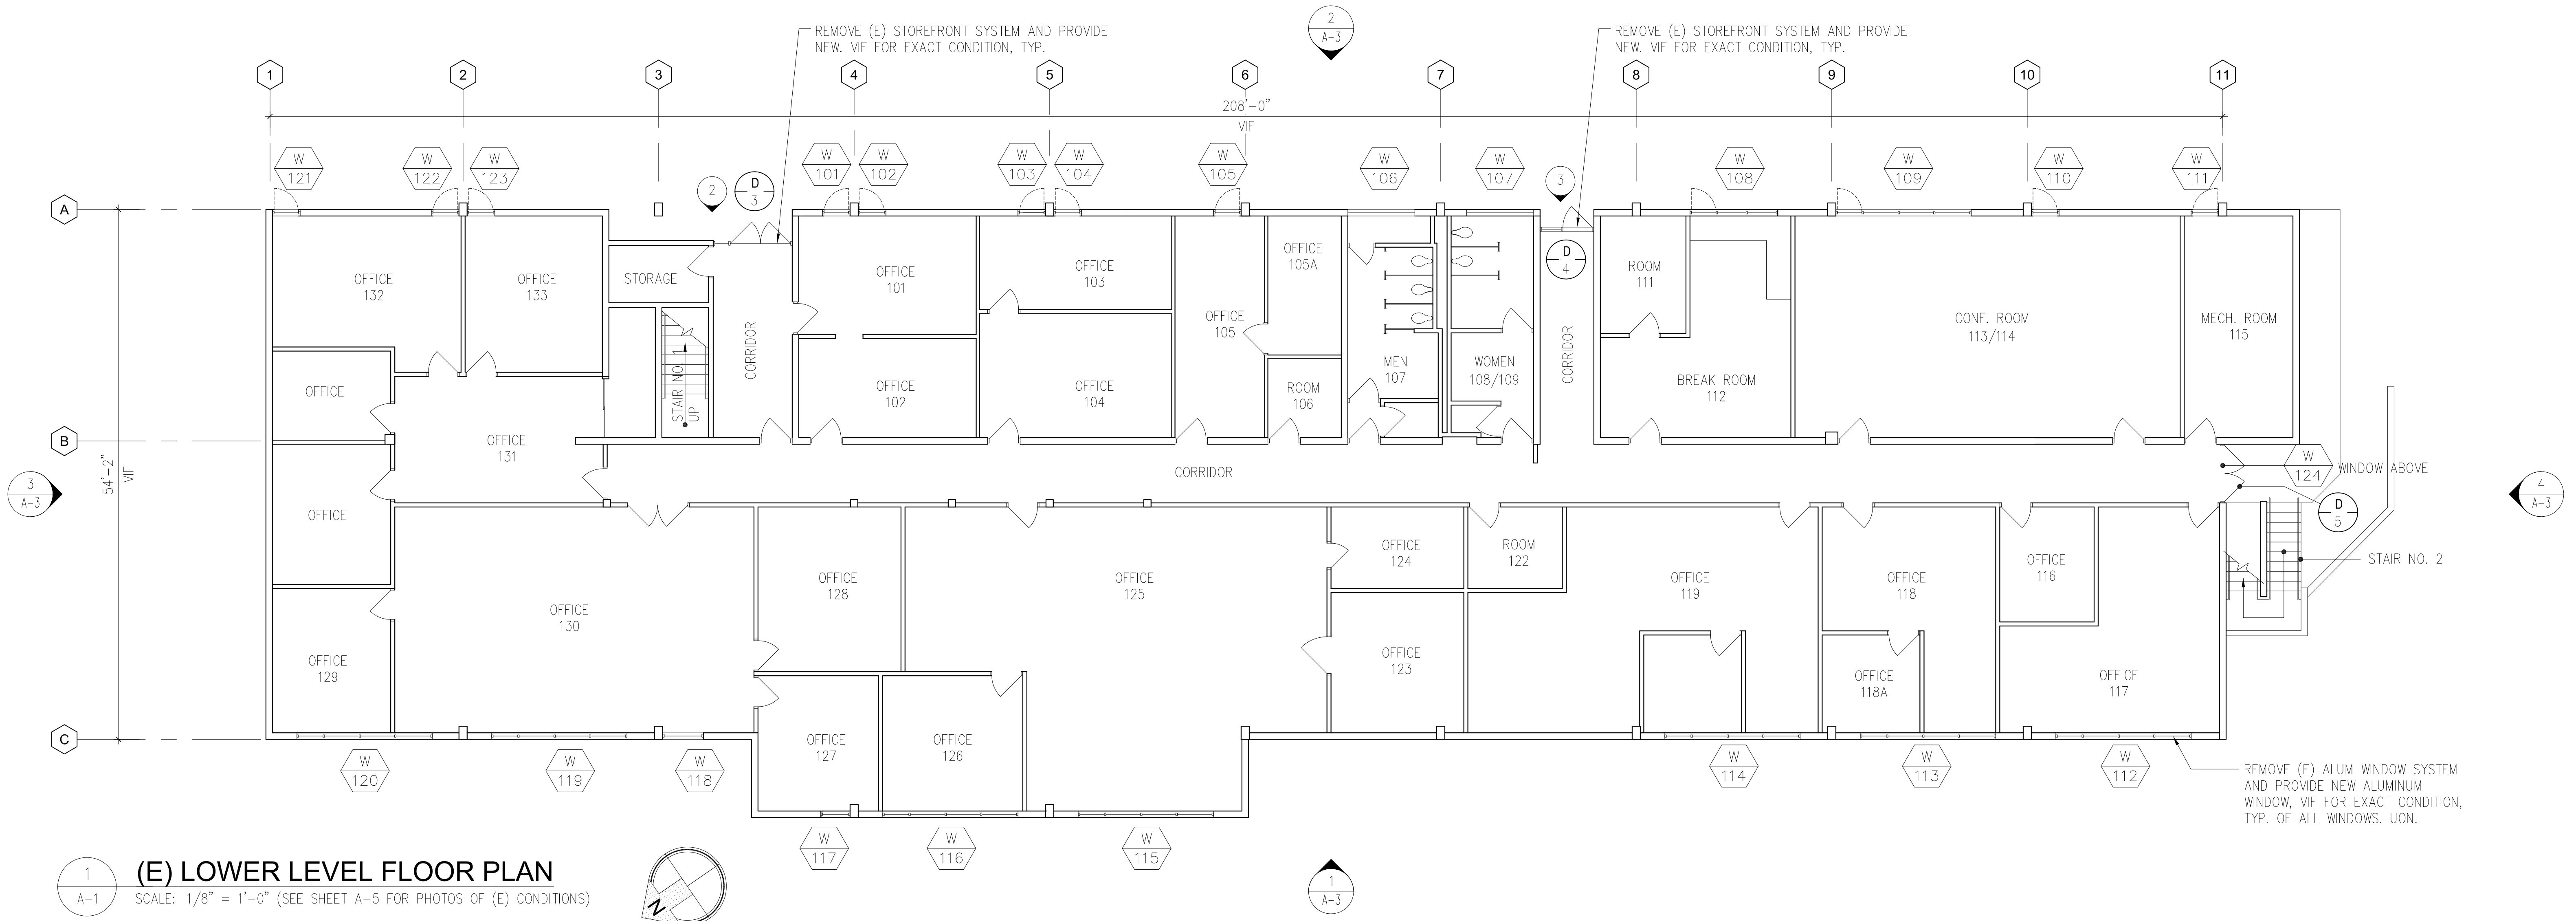 2
A-3
REMOVE (E) STOREFRONT SYSTEM AND PROVIDE
NEW. VIF FOR EXACT CONDITION, TYP.
REMOVE (E) STOREFRONT SYSTEM AND PROVIDE
NEW. VIF FOR EXACT CONDITION, TYP.
1
2
3
4
5
6
7
8
9
10
11
208'-0"
VIF
W
121
W
122
W
123
W
101
W
102
W
103
W
104
W
105
W
106
W
107
W
108
W
109
W
110
W
111
2
D
3
3
D
4
A
B
C
54'-2"
VIF
3
A-3
4
A-3
OFFICE
132
OFFICE
133
STORAGE
CORRIDOR
STAIR NO. 1
UP
OFFICE
101
OFFICE
103
OFFICE
105
OFFICE
105A
ROOM
106
OFFICE
102
OFFICE
104
MEN
107
WOMEN
108/109
CORRIDOR
ROOM
111
BREAK ROOM
112
CONF. ROOM
113/114
MECH. ROOM
115
OFFICE
OFFICE
131
OFFICE
CORRIDOR
W
124
WINDOW ABOVE
D
5
STAIR NO. 2
OFFICE
129
OFFICE
130
OFFICE
128
OFFICE
125
OFFICE
124
ROOM
122
OFFICE
123
OFFICE
119
OFFICE
118
OFFICE
118A
OFFICE
116
OFFICE
117
OFFICE
127
OFFICE
126
W
120
W
119
W
118
W
117
W
116
W
115
W
114
W
113
W
112
REMOVE (E) ALUM WINDOW SYSTEM
AND PROVIDE NEW ALUMINUM
WINDOW, VIF FOR EXACT CONDITION,
TYP. OF ALL WINDOWS. UON.
1
A-1
(E) LOWER LEVEL FLOOR PLAN
SCALE: 1/8" = 1'-0" (SEE SHEET A-5 FOR PHOTOS OF (E) CONDITIONS)
N
1
A-3